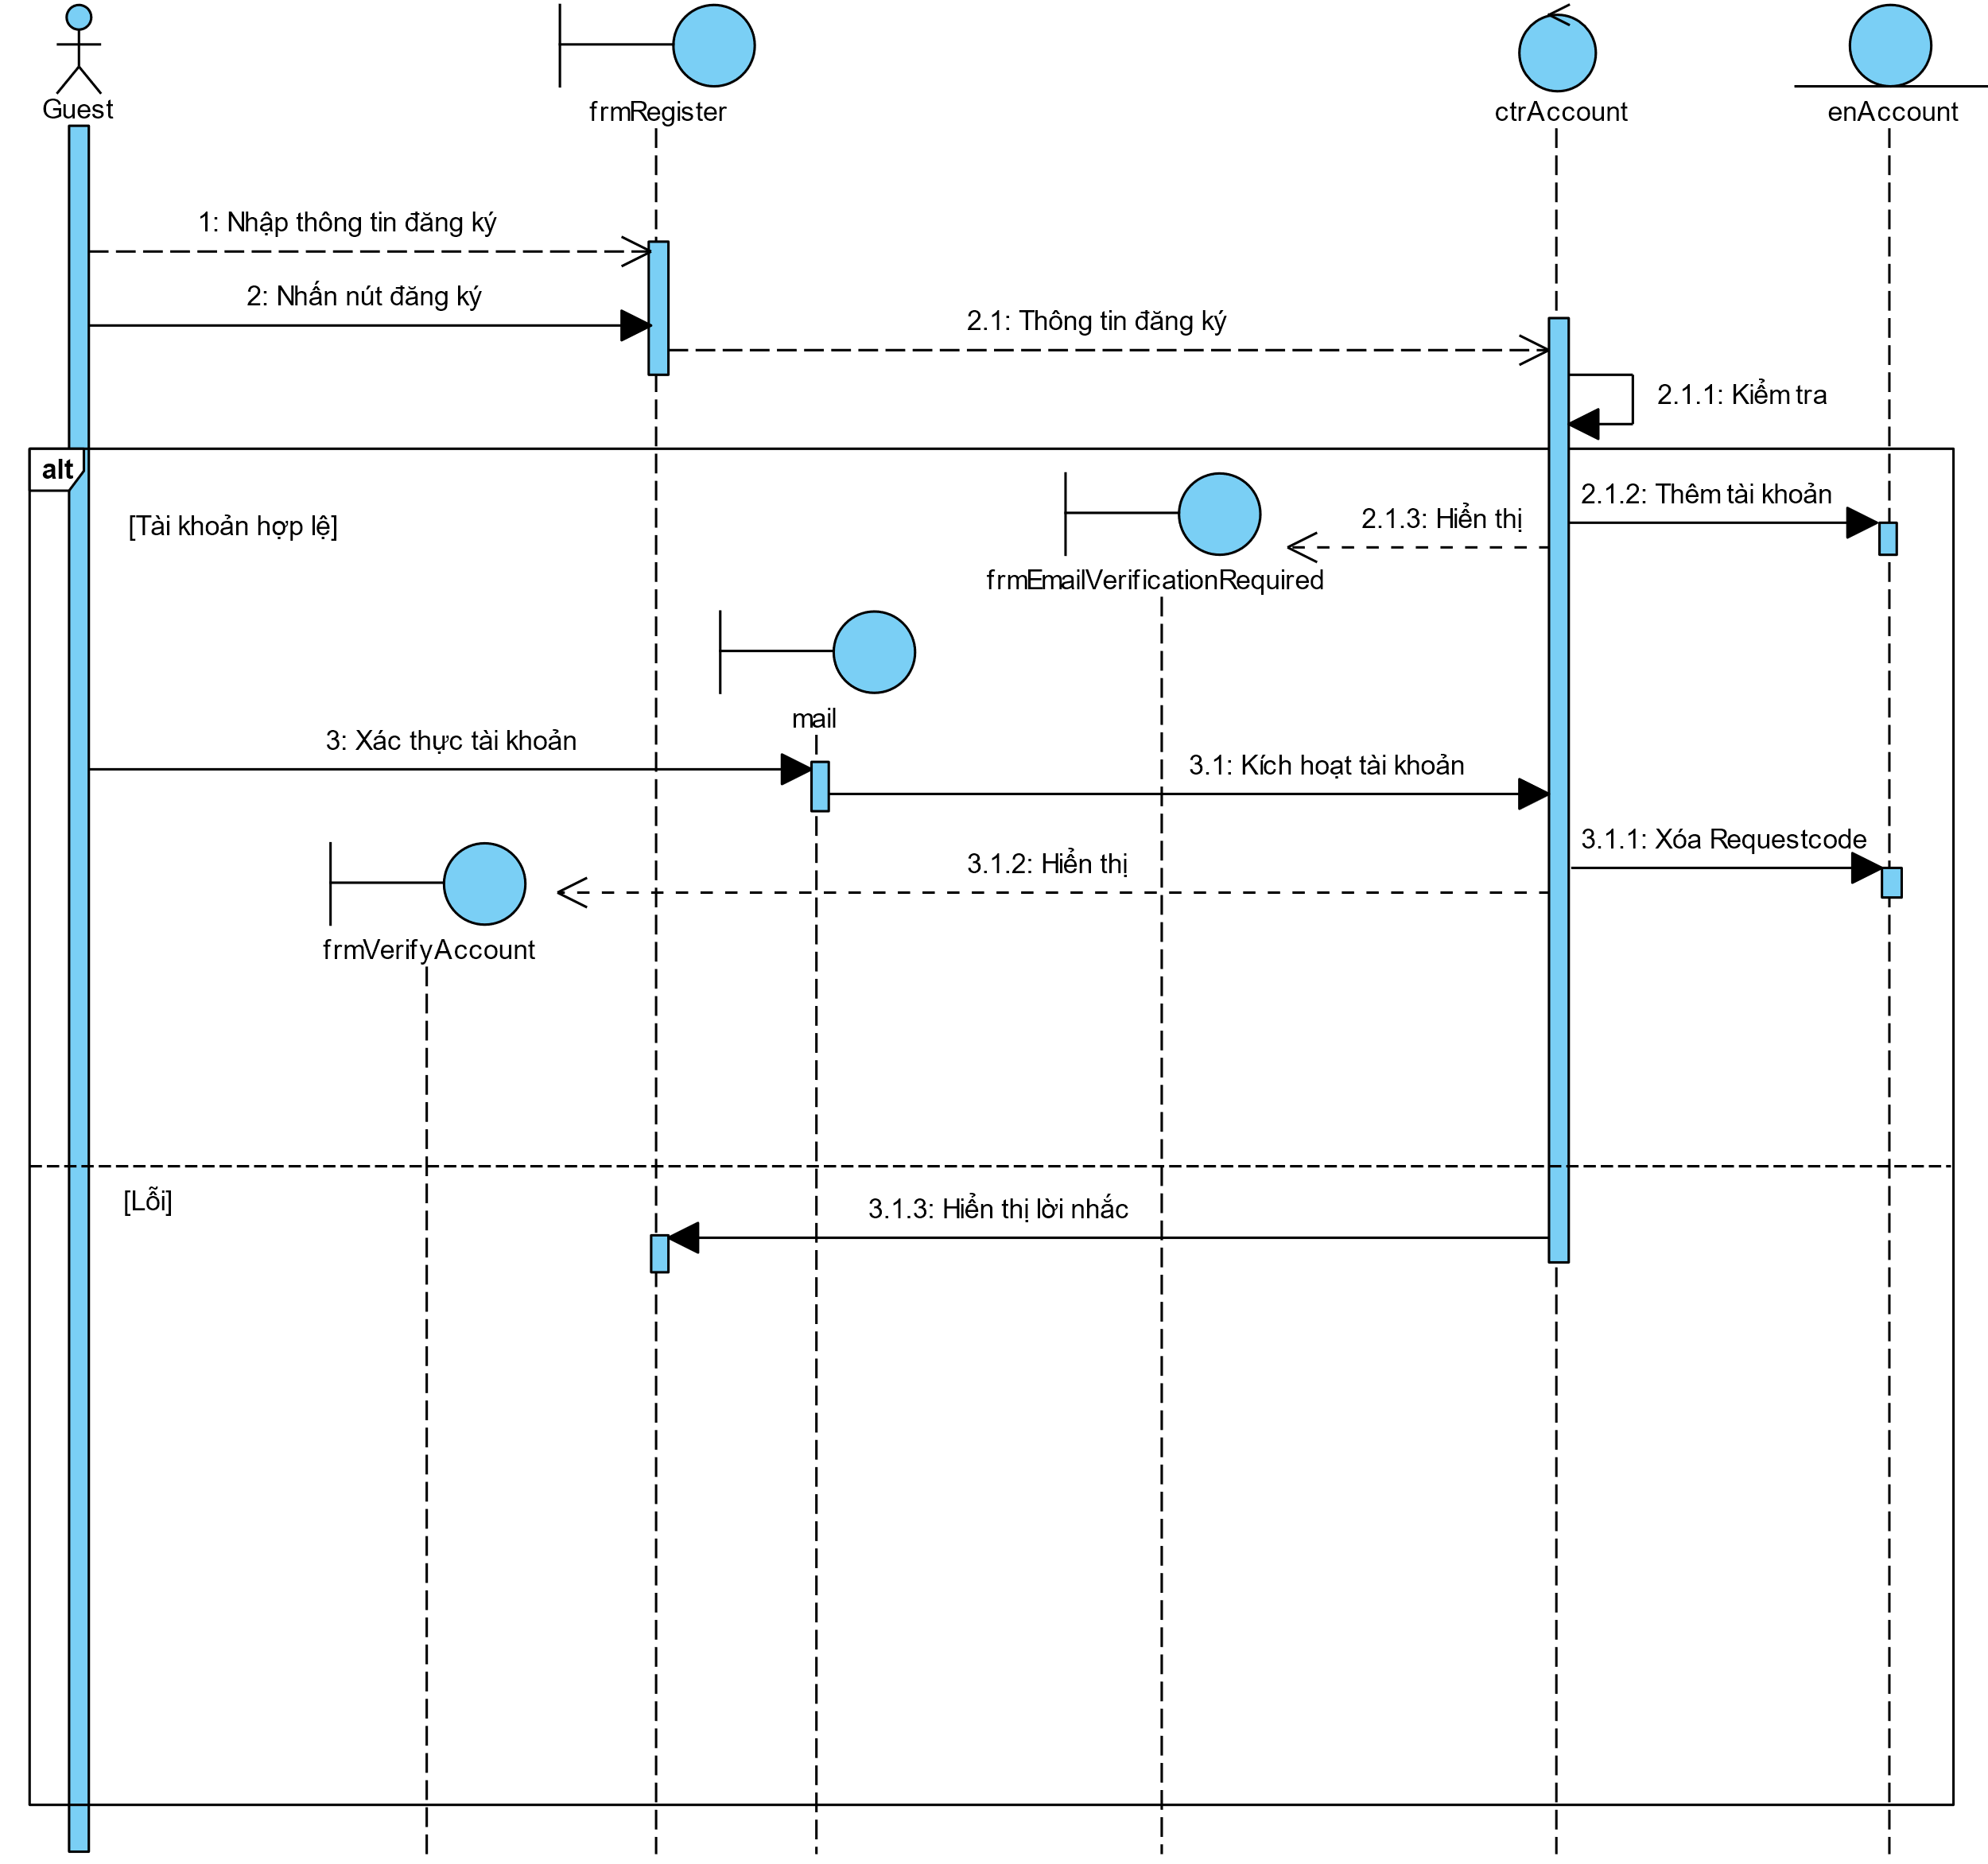 Guest
frmRegister
ctrAccount
enAccount
1: Nhập thông tin đăng ký
2: Nhấn nút đăng ký
2.1: Thông tin đăng ký
2.1.1: Kiểm tra
alt
[Tài khoản hợp lệ]
2.1.2: Thêm tài khoản
2.1.3: Hiển thị
frmEmailVerificationRequired
mail
3: Xác thực tài khoản
3.1: Kích hoạt tài khoản
3.1.1: Xóa Requestcode
3.1.2: Hiển thị
frmVerifyAccount
[Lỗi]
3.1.3: Hiển thị lời nhắc